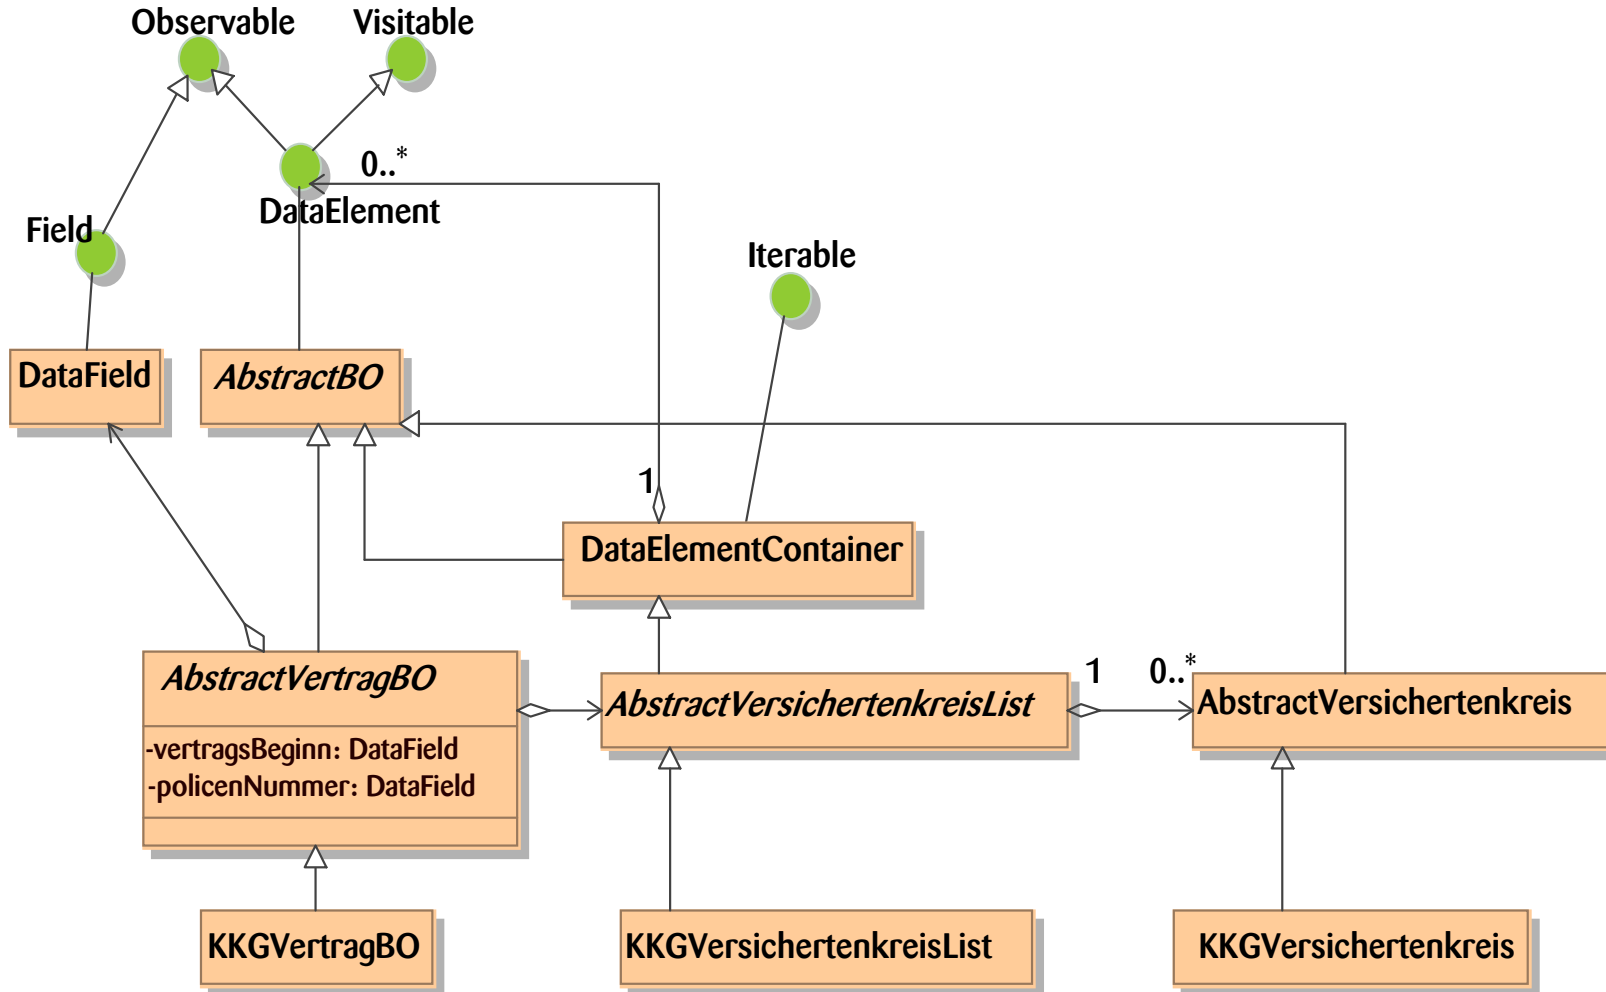 Observable
Visitable
0..*
DataElement
Field
Iterable
DataField
AbstractBO
1
DataElementContainer
AbstractVertragBO
-vertragsBeginn: DataField
-policenNummer: DataField
AbstractVersichertenkreisList
1
0..*
AbstractVersichertenkreis
KKGVertragBO
KKGVersichertenkreisList
KKGVersichertenkreis